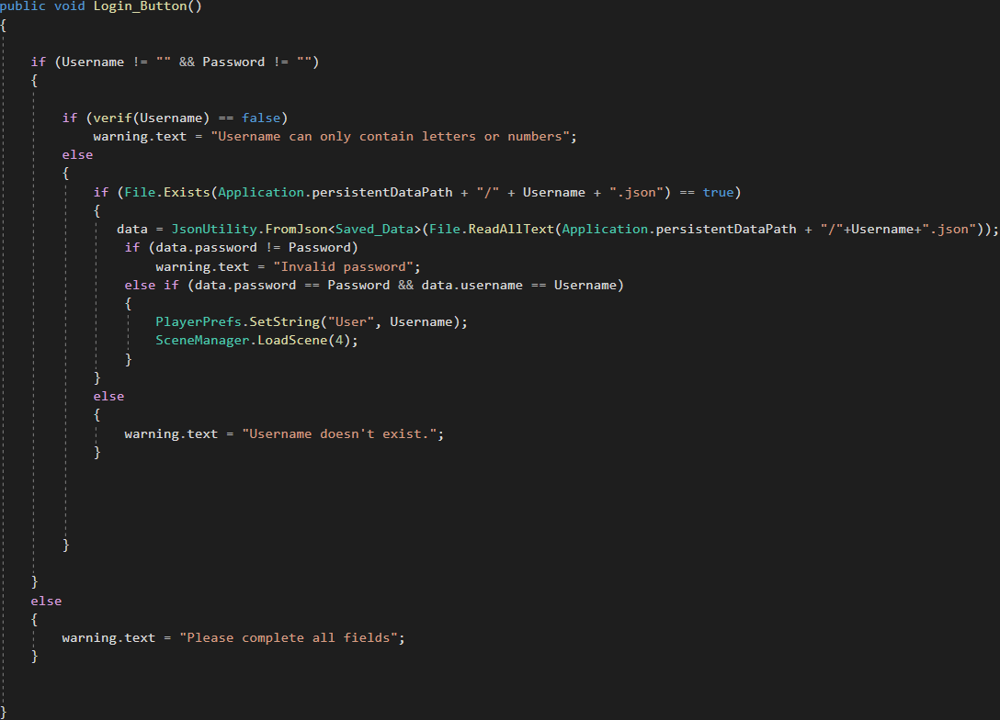 public void Login_Button()
{
if (Username != "" && Password != "")
{
if (verif(Username) == false)
warning.text = "Username can only contain letters or numbers";
else
{
if (File.Exists(Application.persistentDataPath + "/" + Username + ".json") == true)
{
data = JsonUtility.FromJson<Saved_Data>(File.ReadAllText(Application.persistentDataPath + "/"+Username+".json"));
if (data.password != Password)
warning.text = "Invalid password";
else if (data.password == Password && data.username == Username)
{
PlayerPrefs.SetString("User", Username);
SceneManager.LoadScene(4);
}
}
else
{
warning.text = "Username doesn't exist.";
}
}
}
else
{
warning.text = "Please complete all fields";
}
}